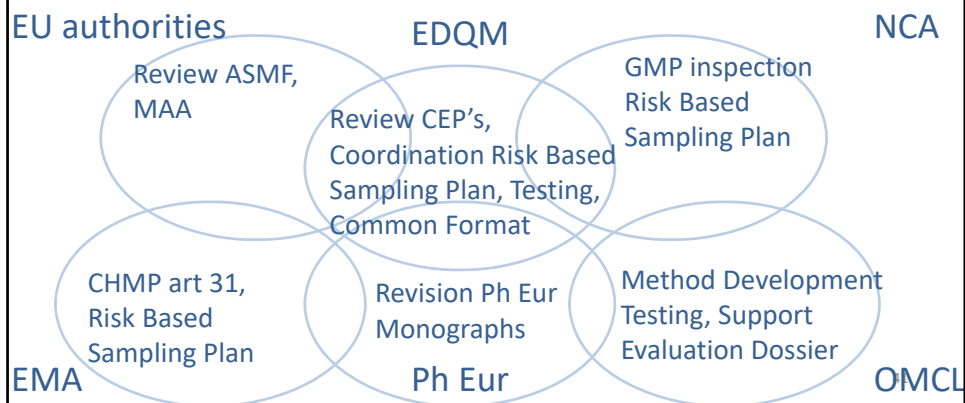 EU authorities
EDQM
NCA
Review ASMF,
MAA
Review CEP's,
Coordination Risk Based
Sampling Plan, Testing,
Common Format
GMP inspection
Risk Based
Sampling Plan
CHMP art 31,
Risk Based
Sampling Plan
Revision Ph Eur
Monographs
Method Development
Testing, Support
Evaluation Dossier
EMA
Ph Eur
OMCL